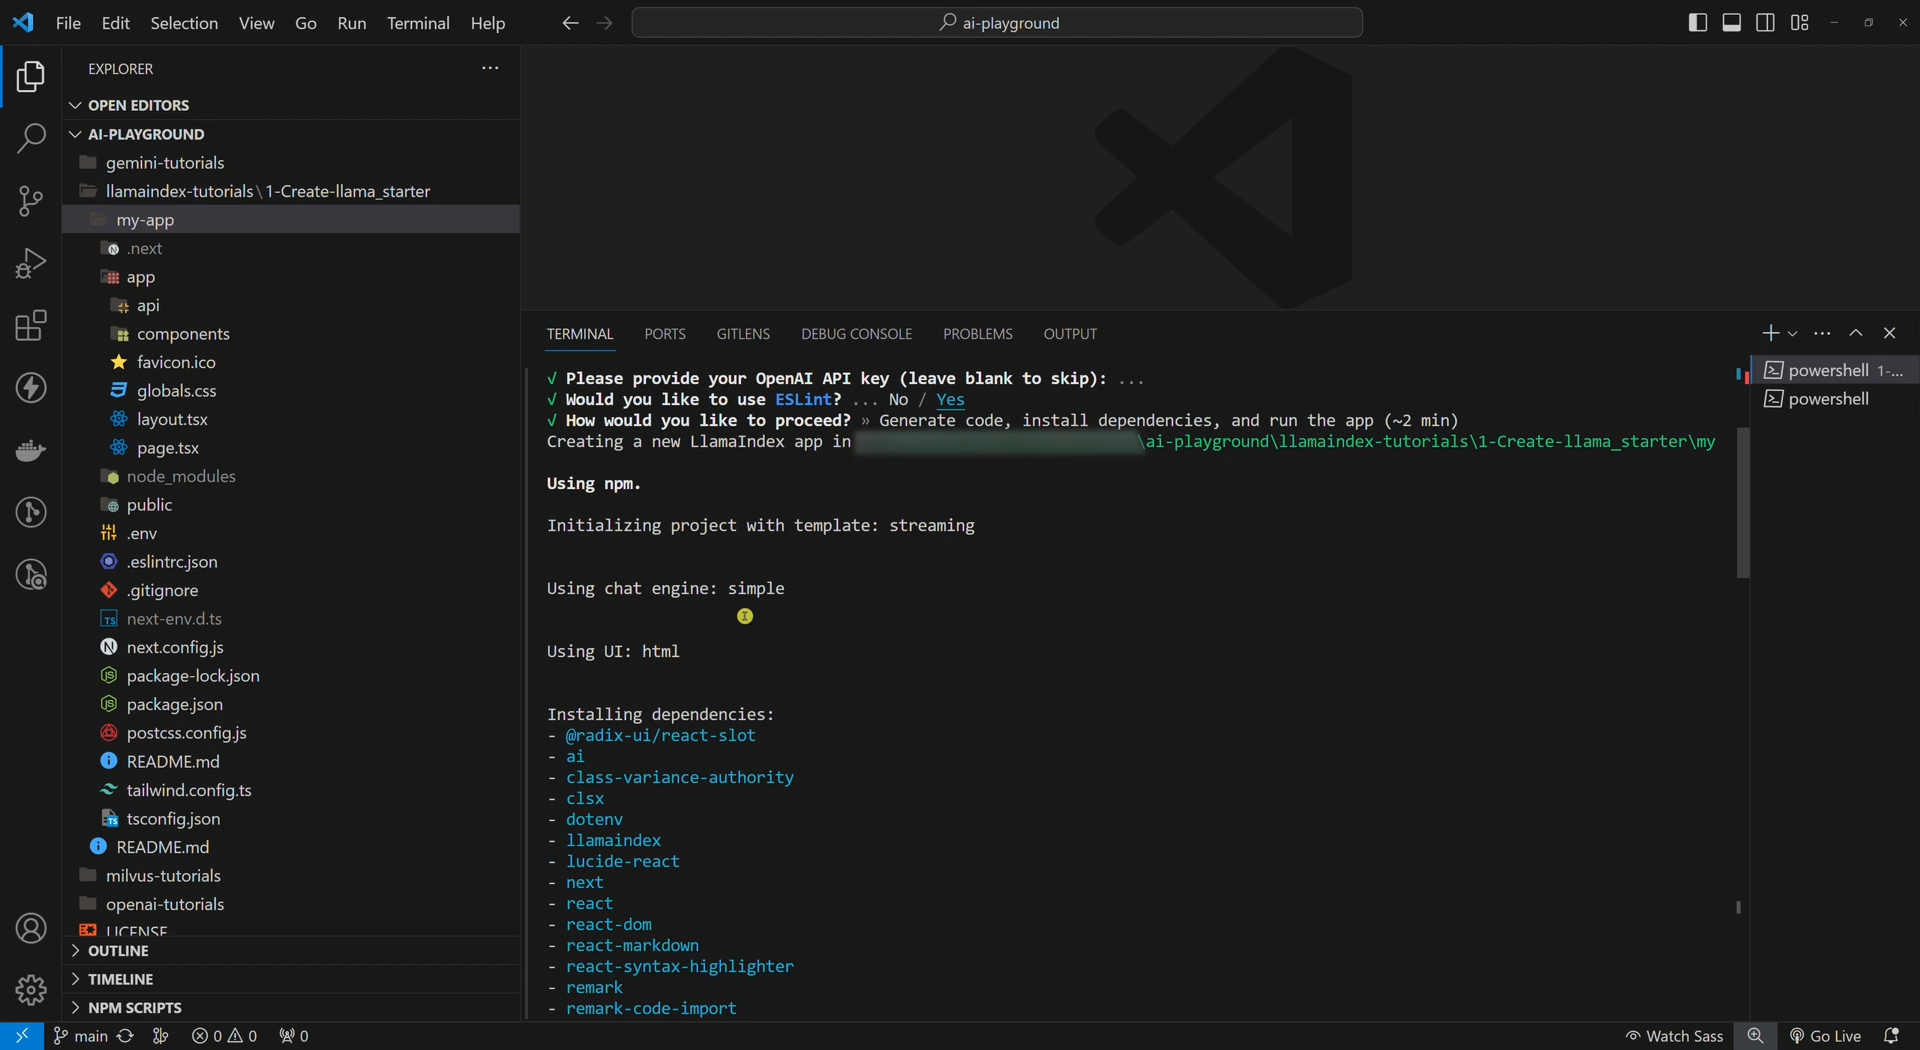 File Edit Selection View Go Run Terminal Help
ai-playground
EXPLORER
OPEN EDITORS
AI-PLAYGROUND
gemini-tutorials
llamaindex-tutorials \ 1-Create-llama_starter
my-app
.next
app
api
components
favicon.ico
globals.css
layout.tsx
page.tsx
node_modules
public
.env
.eslintrc.json
.gitignore
next-env.d.ts
next.config.js
package-lock.json
package.json
postcss.config.js
README.md
tailwind.config.ts
tsconfig.json
README.md
milvus-tutorials
openai-tutorials
LICENSE
OUTLINE
TIMELINE
NPM SCRIPTS
TERMINAL PORTS GITLENS DEBUG CONSOLE PROBLEMS OUTPUT
√ Please provide your OpenAI API key (leave blank to skip): ...
√ Would you like to use ESLint? ... No / Yes
√ How would you like to proceed? » Generate code, install dependencies, and run the app (~2 min)
Creating a new LlamaIndex app in \ai-playground\llamaindex-tutorials\1-Create-llama_starter\my
Using npm.
Initializing project with template: streaming
Using chat engine: simple
Using UI: html
Installing dependencies:
- @radix-ui/react-slot
- ai
- class-variance-authority
- clsx
- dotenv
- llamaindex
- lucide-react
- next
- react
- react-dom
- react-markdown
- react-syntax-highlighter
- remark
- remark-code-import
powershell 1-...
powershell
main 0 0 0
Watch Sass Go Live